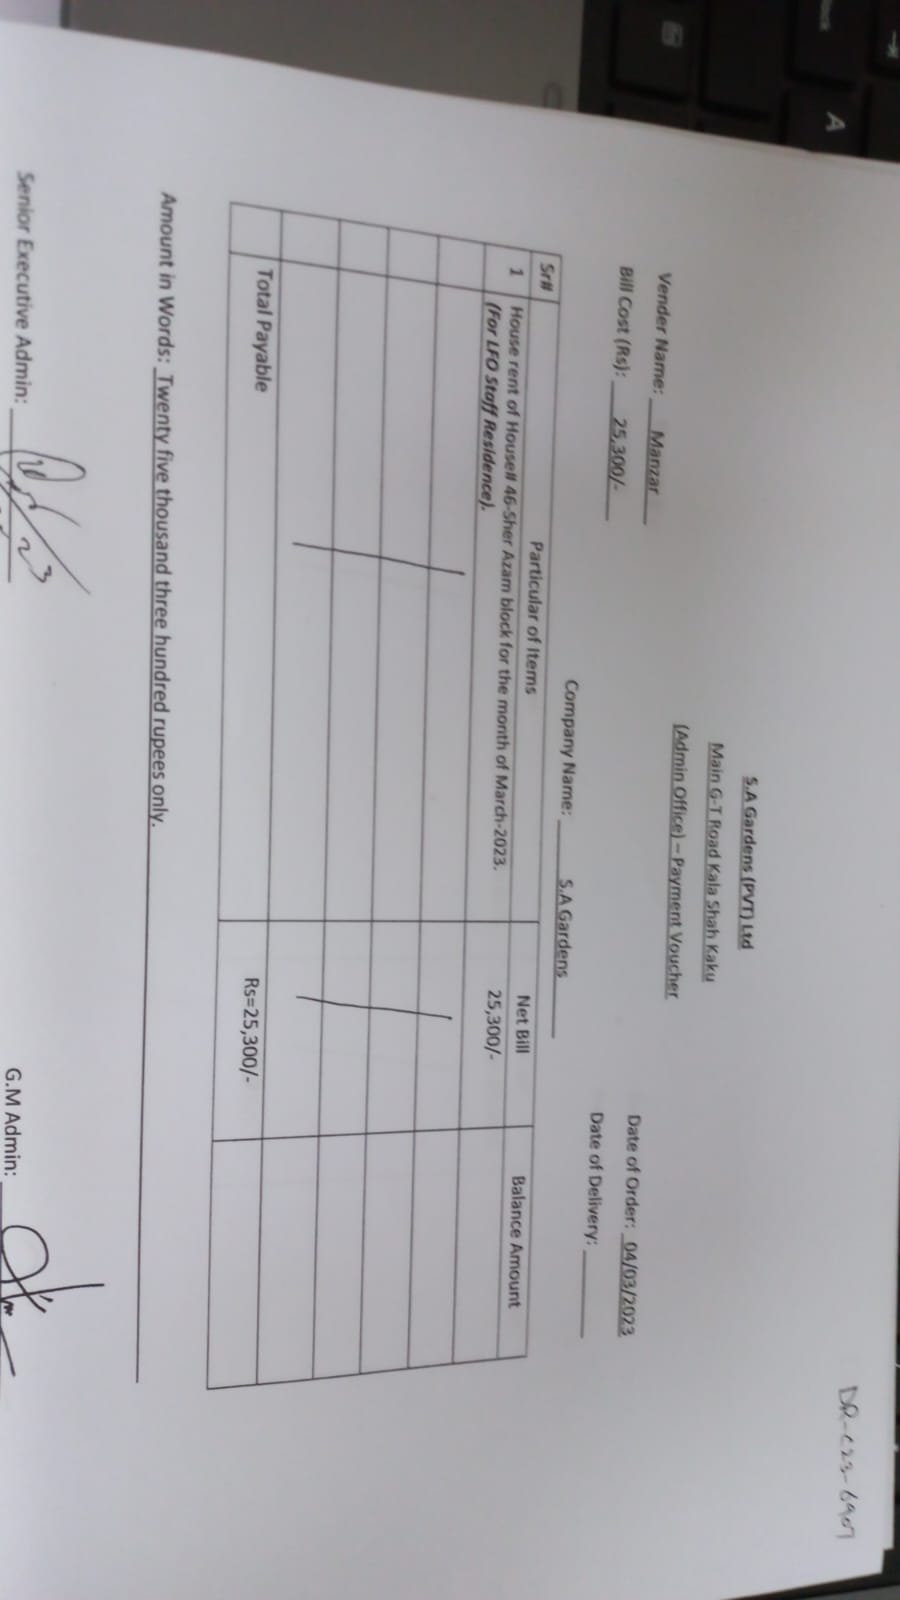 DR-C23-6907
S.A Gardens (PVT) Ltd
Main G-T Road Kala Shah Kaku
(Admin Office) – Payment Voucher
Vender Name: Manzar
Date of Order: 04/03/2023
Bill Cost (Rs): 25,300/-
Company Name: S.A Gardens
Date of Delivery:
Sr# Particular of Items Net Bill Balance Amount
1 House rent of House# 46-Sher Azam block for the month of March-2023. 25,300/-
(For LFO Staff Residence).
Total Payable Rs=25,300/-
Amount in Words: Twenty five thousand three hundred rupees only.
Senior Executive Admin:
G.M Admin: